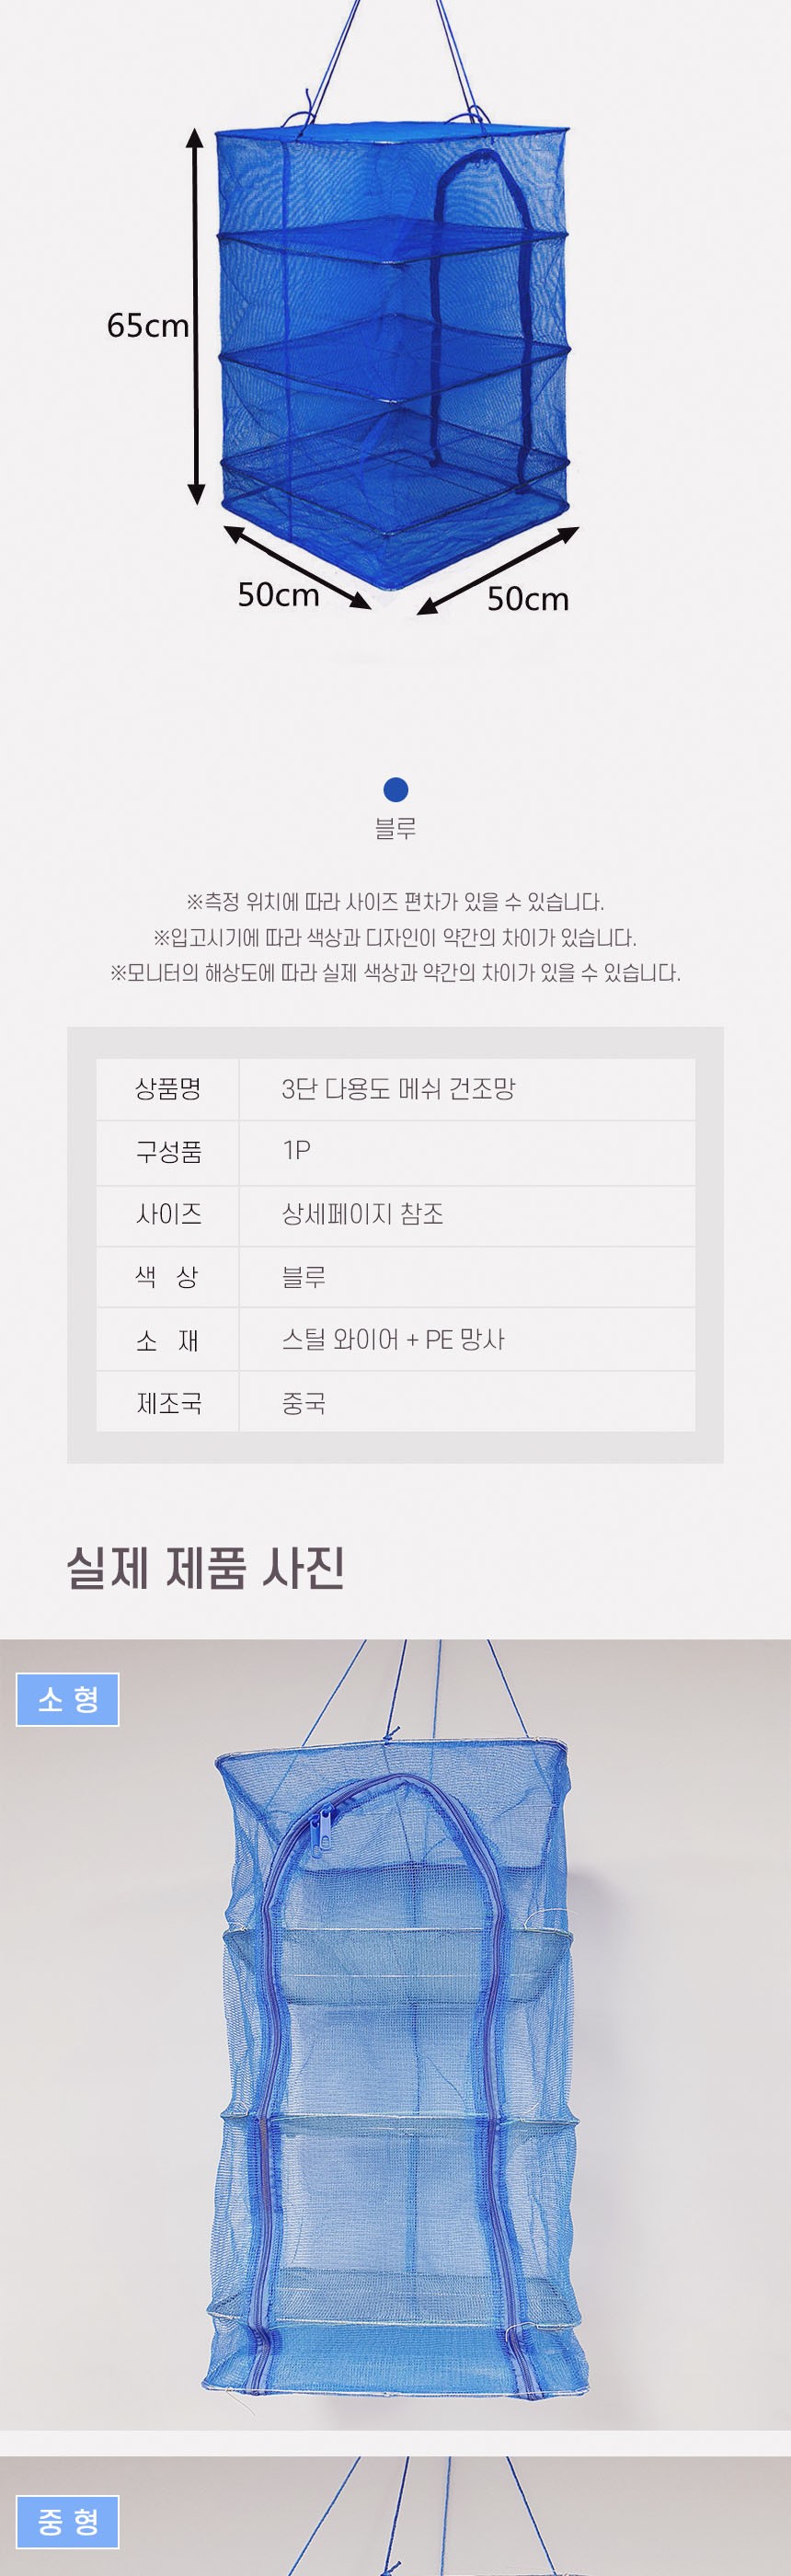 65cm
50cm
50cm
블루
※측정 위치에 따라 사이즈 편차가 있을 수 있습니다.
※입고시기에 따라 색상과 디자인이 약간의 차이가 있습니다.
※모니터의 해상도에 따라 실제 색상과 약간의 차이가 있을 수 있습니다.
상품명 3단 다용도 메쉬 건조망
구성품 1P
사이즈 상세페이지 참조
색 상 블루
소 재 스틸 와이어 + PE 망사
제조국 중국
실제 제품 사진
소 형
중 형